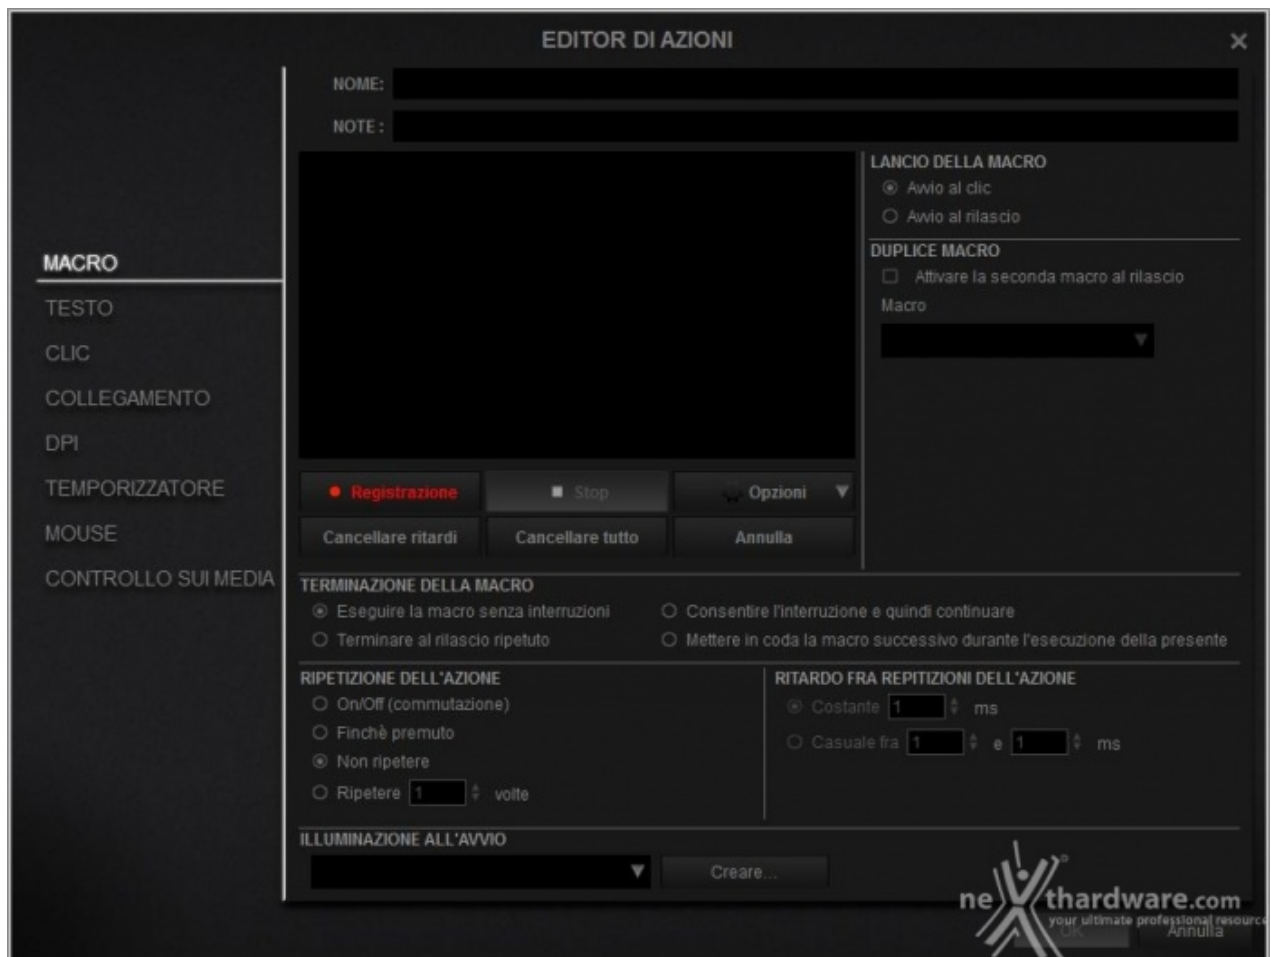 EDITOR DI AZIONI
NOME:
NOTE :
MACRO
TESTO
CLIC
COLLEGAMENTO
DPI
TEMPORIZZATORE
MOUSE
CONTROLLO SUI MEDIA
LANCIO DELLA MACRO
Avvio al clic
Avvio al rilascio
DUPLICE MACRO
Attivare la seconda macro al rilascio
Macro
Registrazione
Stop
Opzioni
Cancellare ritardi
Cancellare tutto
Annulla
TERMINAZIONE DELLA MACRO
Eseguire la macro senza interruzioni
Consentire l'interruzione e quindi continuare
Terminare al rilascio ripetuto
Mettere in coda la macro successivo durante l'esecuzione della presente
RIPETIZIONE DELL'AZIONE
On/Off (commutazione)
Finchè premuto
Non ripetere
Ripetere 1 volte
RITARDO FRA REPITIZIONI DELL'AZIONE
Costante 1 ms
Casuale fra 1 e 1 ms
ILLUMINAZIONE ALL'AVVIO
Creare...
nexthardware.com
your ultimate professional resource
OK
Annulla